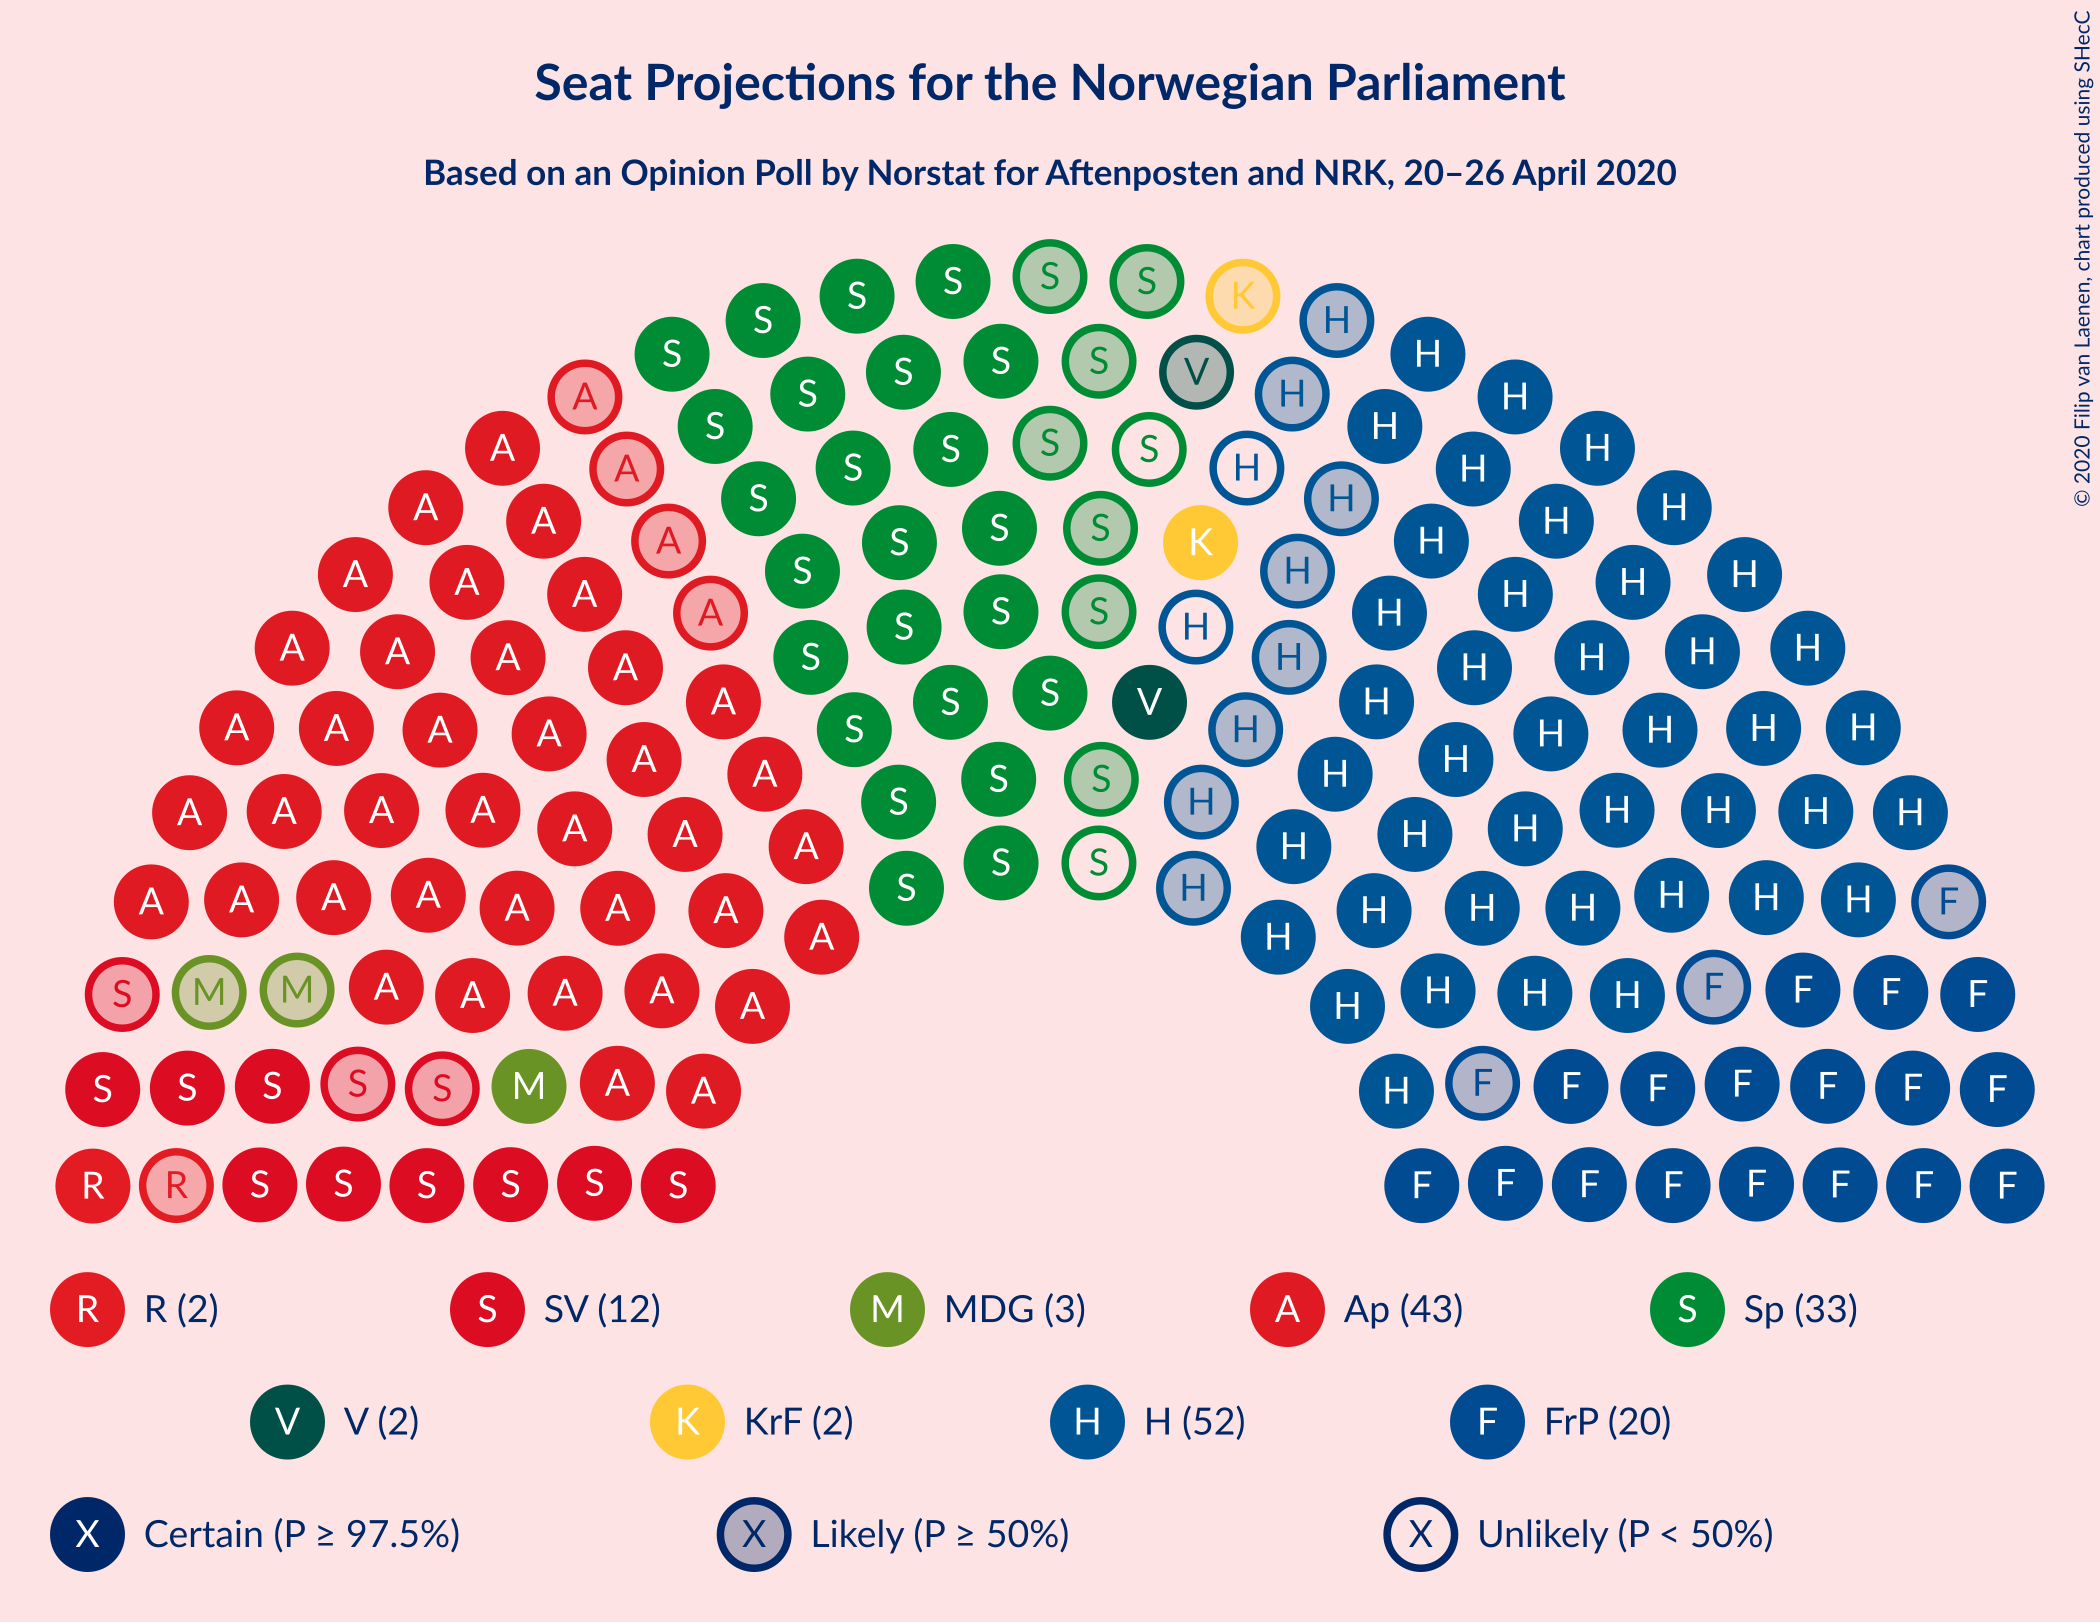 Seat Projections for the Norwegian Parliament
Based on an Opinion Poll by Norstat for Aftenposten and NRK, 20–26 April 2020
© 2020 Filip van Laenen, chart produced using SHecC
S S S S S K H
S S H
A S S S S V H H
A A S S S S H H H
A A S S S S H H H H
A A A S S S K H H H H
A A A A S S S H H H H H H
A A A A S S S V H H H H H H
A A A A A A S S S H H H H H H H
A A A A A A A S S S H H H H H H H H
A A A A A A A A S H H H H H H H F
S M M A A A A A H H H H F F F F
S S S S S M A A H F F F F F F F
R R S S S S S S F F F F F F F F
R R (2) S SV (12) M MDG (3) A Ap (43) S Sp (33)
V V (2) K KrF (2) H H (52) F FrP (20)
X Certain (P ≥ 97.5%) X Likely (P ≥ 50%) X Unlikely (P < 50%)